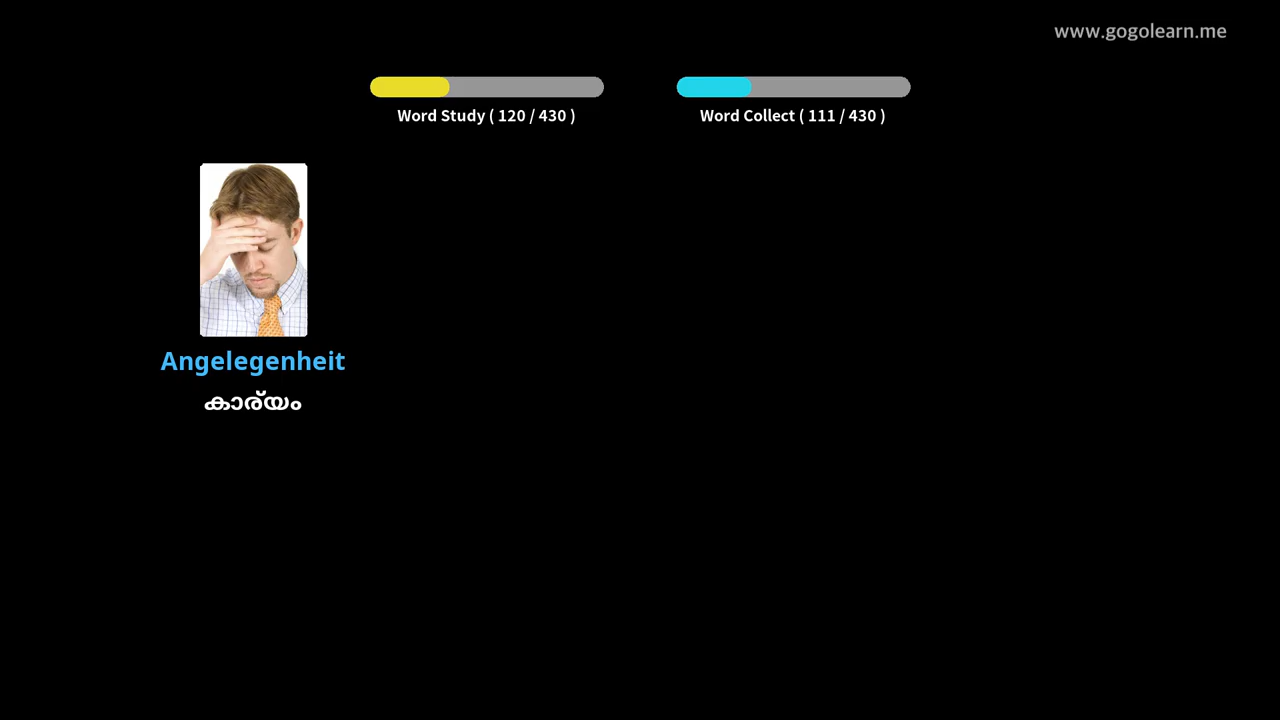 www.gogolearn.me
Word Study ( 120 / 430 )
Word Collect ( 111 / 430 )
Angelegenheit
കാര്യം